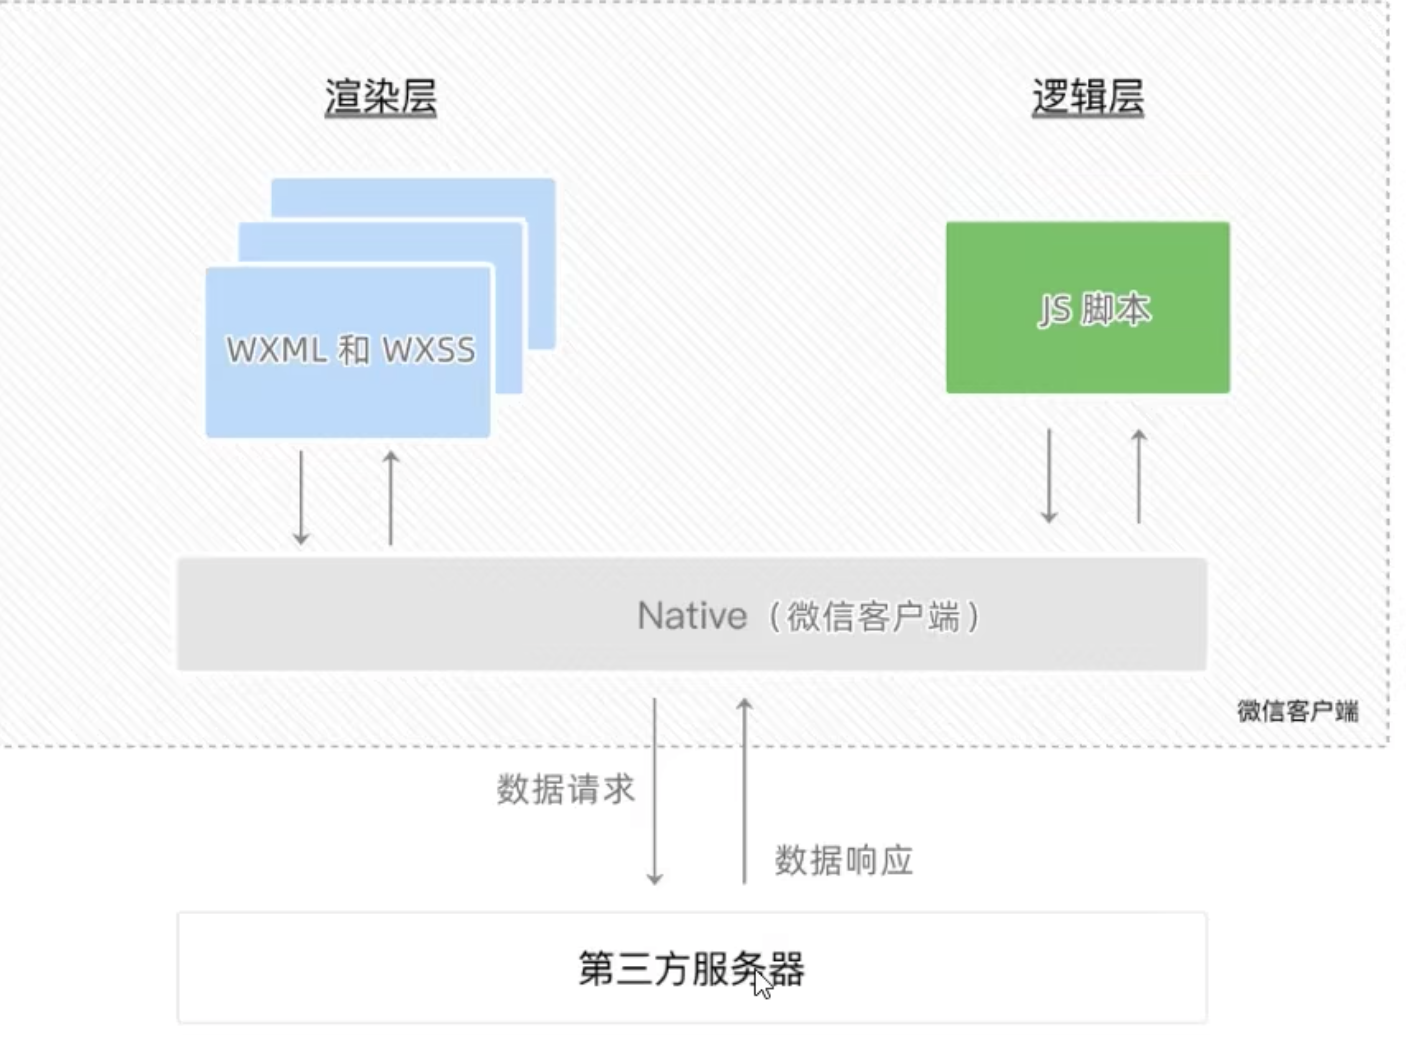 渲染层
逻辑层
WXML 和 WXSS
JS 脚本
Native（微信客户端）
微信客户端
数据请求
数据响应
第三方服务器